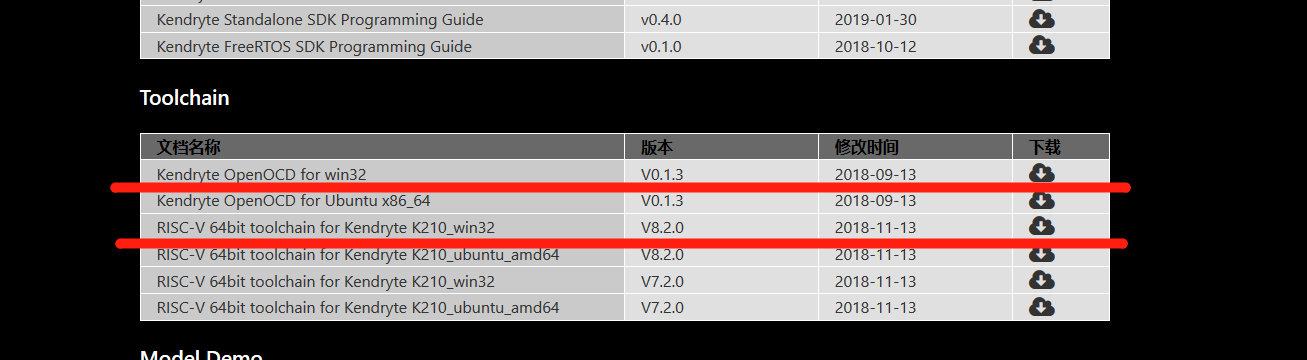 Kendryte Standalone SDK Programming Guide v0.4.0 2019-01-30
Kendryte FreeRTOS SDK Programming Guide v0.1.0 2018-10-12
Toolchain
文档名称 版本 修改时间 下载
Kendryte OpenOCD for win32 V0.1.3 2018-09-13
Kendryte OpenOCD for Ubuntu x86_64 V0.1.3 2018-09-13
RISC-V 64bit toolchain for Kendryte K210_win32 V8.2.0 2018-11-13
RISC-V 64bit toolchain for Kendryte K210_ubuntu_amd64 V8.2.0 2018-11-13
RISC-V 64bit toolchain for Kendryte K210_win32 V7.2.0 2018-11-13
RISC-V 64bit toolchain for Kendryte K210_ubuntu_amd64 V7.2.0 2018-11-13
Model Demo